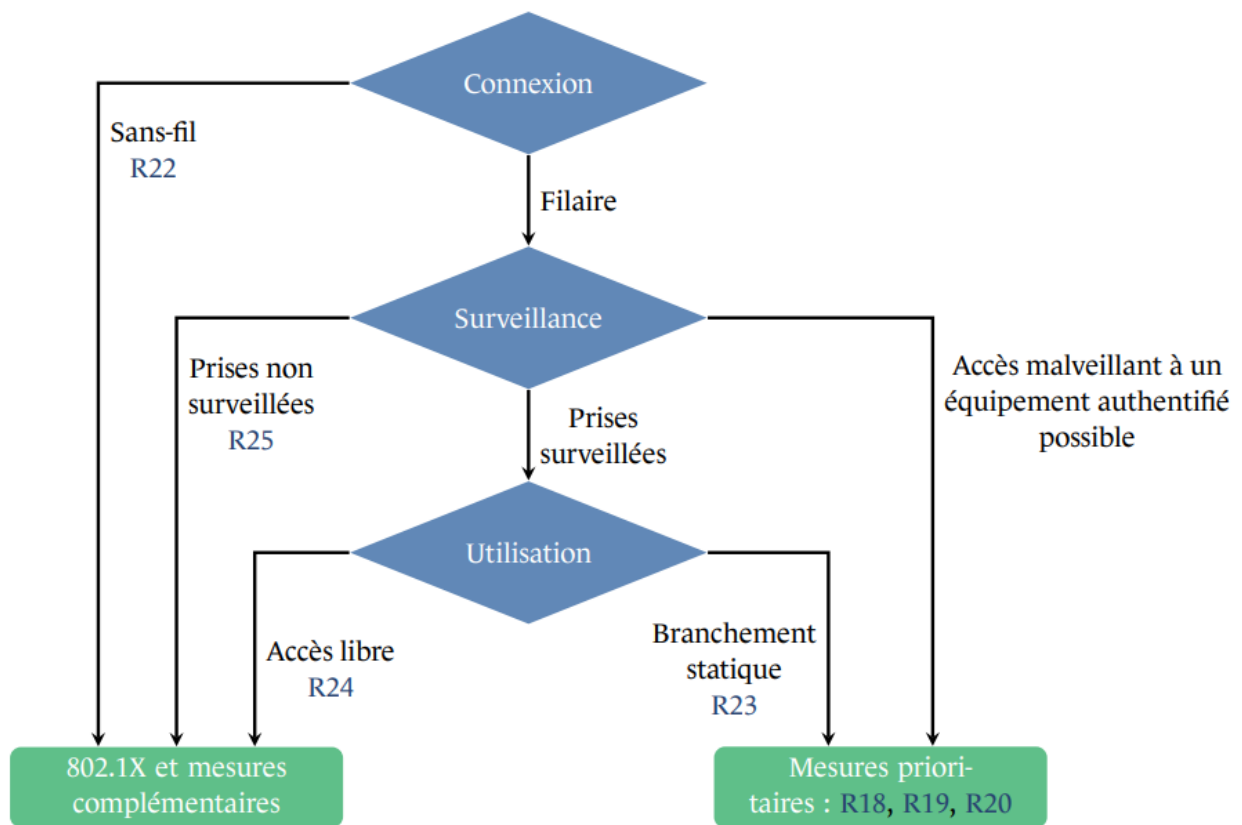 Connexion
Sans-fil
R22
Filaire
Surveillance
Prises non
surveillées
R25
Prises
surveillées
Accès malveillant à un
équipement authentifié
possible
Utilisation
Accès libre
R24
Branchement
statique
R23
802.1X et mesures
complémentaires
Mesures priori-
taires : R18, R19, R20